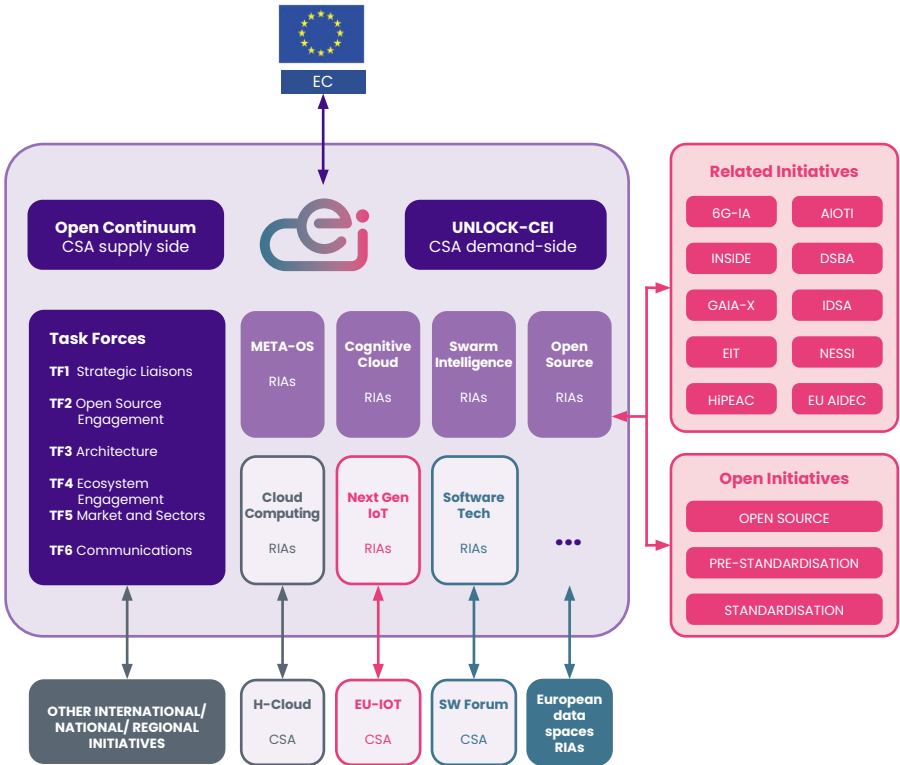 EC
Open Continuum
CSA supply side
cei
UNLOCK-CEI
CSA demand-side
Task Forces
TF1 Strategic Liaisons
TF2 Open Source
Engagement
TF3 Architecture
TF4 Ecosystem
Engagement
TF5 Market and Sectors
TF6 Communications
META-OS
RIAs
Cognitive
Cloud
RIAs
Swarm
Intelligence
RIAs
Open
Source
RIAs
Cloud
Computing
RIAs
Next Gen
IoT
RIAs
Software
Tech
RIAs
...
OTHER INTERNATIONAL/
NATIONAL/ REGIONAL
INITIATIVES
H-Cloud
CSA
EU-IOT
CSA
SW Forum
CSA
European
data
spaces
RIAs
Related Initiatives
6G-IA
AIOTI
INSIDE
DSBA
GAIA-X
IDSA
EIT
NESSI
HiPEAC
EU AIDEC
Open Initiatives
OPEN SOURCE
PRE-STANDARDISATION
STANDARDISATION